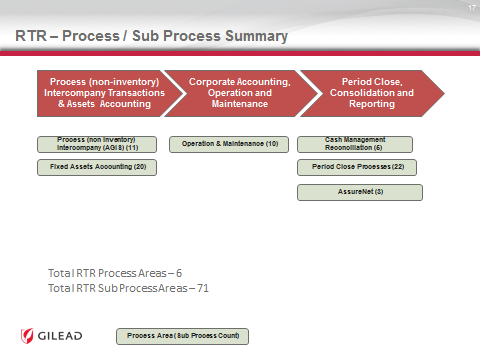 17
RTR – Process / Sub Process Summary
Process (non-inventory)
Intercompany Transactions
& Assets Accounting
Corporate Accounting,
Operation and
Maintenance
Period Close,
Consolidation and
Reporting
Process (non Inventory)
Intercompany (AGIS) (11)
Operation & Maintenance (10)
Cash Management
Reconciliation (6)
Fixed Assets Accounting (20)
Period Close Processes (22)
AssureNet (3)
Total RTR Process Areas – 6
Total RTR Sub Process Areas – 71
GILEAD
Process Area (Sub Process Count)